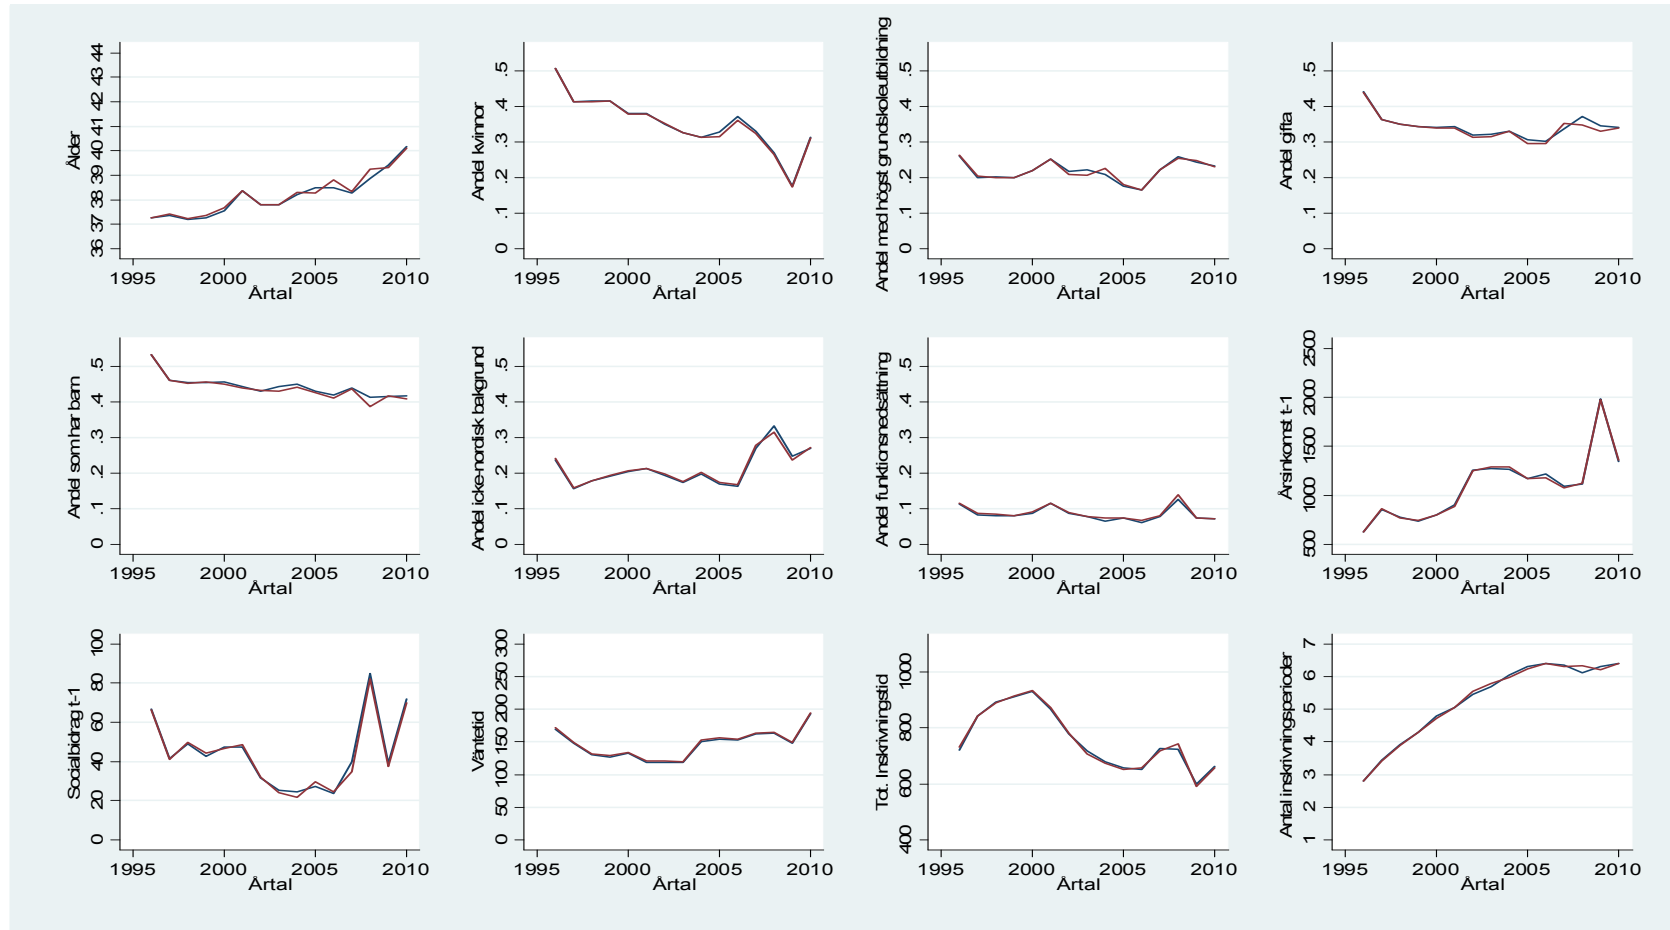 Ålder
36 37 38 39 40 41 42 43 44
1995 2000 2005 2010
Årtal
Andel kvinnor
0 .1 .2 .3 .4 .5
1995 2000 2005 2010
Årtal
Andel med högst grundskoleutbildning
0 .1 .2 .3 .4 .5
1995 2000 2005 2010
Årtal
Andel gifta
0 .1 .2 .3 .4 .5
1995 2000 2005 2010
Årtal
Andel som har barn
0 .1 .2 .3 .4 .5
1995 2000 2005 2010
Årtal
Andel icke-nordisk bakgrund
0 .1 .2 .3 .4 .5
1995 2000 2005 2010
Årtal
Andel funktionsnedsättning
0 .1 .2 .3 .4 .5
1995 2000 2005 2010
Årtal
Årsinkomst t-1
500 1000 1500 2000 2500
1995 2000 2005 2010
Årtal
Socialbidrag t-1
0 20 40 60 80 100
1995 2000 2005 2010
Årtal
Väntetid
0 50 100 150 200 250 300
1995 2000 2005 2010
Årtal
Tot. Inskrivningstid
400 600 800 1000
1995 2000 2005 2010
Årtal
Antal inskrivningsperioder
1 2 3 4 5 6 7
1995 2000 2005 2010
Årtal